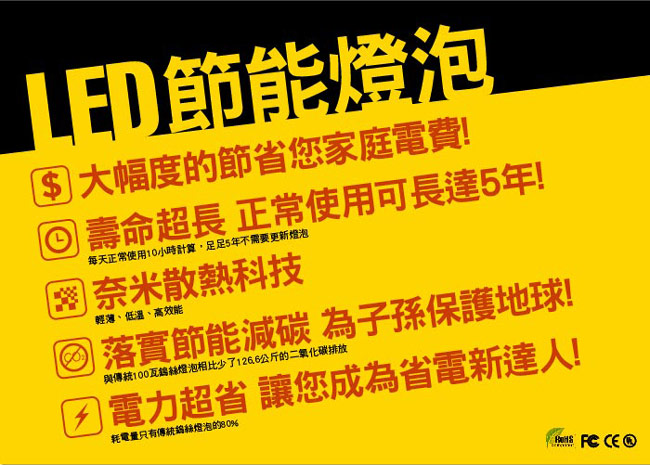 LED節能燈泡
大幅度的節省您家庭電費!
壽命超長 正常使用可長達5年!
每天正常使用10小時計算，足足5年不需要更新燈泡
奈米散熱科技
輕薄、低溫、高效能
落實節能減碳 為子孫保護地球!
與傳統100瓦鎢絲燈泡相比少了126.6公斤的二氧化碳排放
電力超省 讓您成為省電新達人!
耗電量只有傳統鎢絲燈泡的80%
RoHS FC CE